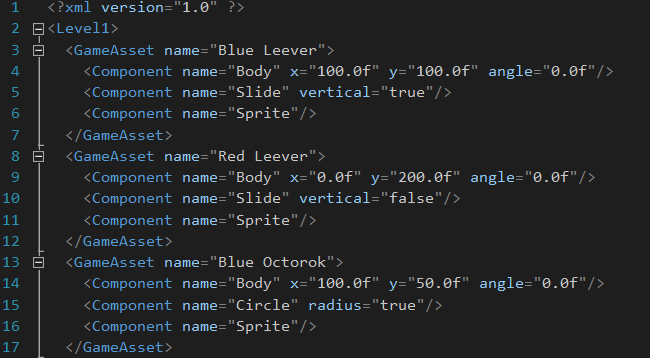 1 <?xml version="1.0" ?>
2 <Level1>
3 <GameAsset name="Blue Leever">
4 <Component name="Body" x="100.0f" y="100.0f" angle="0.0f"/>
5 <Component name="Slide" vertical="true"/>
6 <Component name="Sprite"/>
7 </GameAsset>
8 <GameAsset name="Red Leever">
9 <Component name="Body" x="0.0f" y="200.0f" angle="0.0f"/>
10 <Component name="Slide" vertical="false"/>
11 <Component name="Sprite"/>
12 </GameAsset>
13 <GameAsset name="Blue Octorok">
14 <Component name="Body" x="100.0f" y="50.0f" angle="0.0f"/>
15 <Component name="Circle" radius="true"/>
16 <Component name="Sprite"/>
17 </GameAsset>